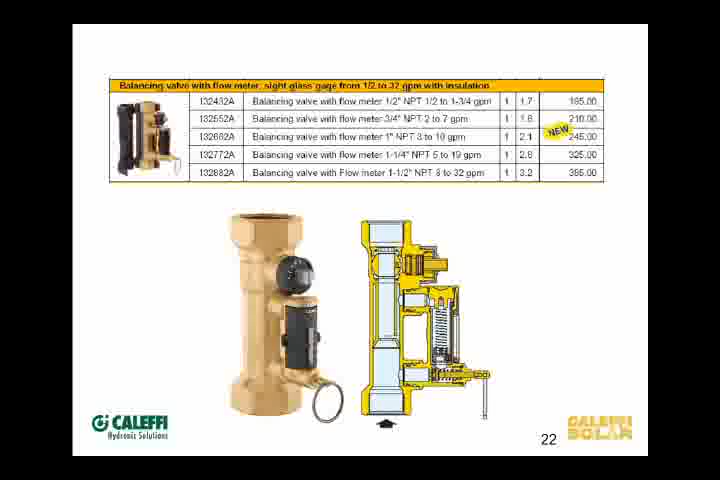 Balancing valve with flow meter, sight glass gage from 1/2 to 32 gpm with insulation
132432A Balancing valve with flow meter 1/2" NPT 1/2 to 1-3/4 gpm 1 1.7 195.00
132552A Balancing valve with flow meter 3/4" NPT 2 to 7 gpm 1 1.8 210.00
132662A Balancing valve with flow meter 1" NPT 3 to 10 gpm 1 2.1 245.00
NEW
132772A Balancing valve with flow meter 1-1/4" NPT 5 to 19 gpm 1 2.8 325.00
132882A Balancing valve with Flow meter 1-1/2" NPT 8 to 32 gpm 1 3.2 385.00
CALEFFI
Hydronic Solutions
CALEFFI
SOLAR
22